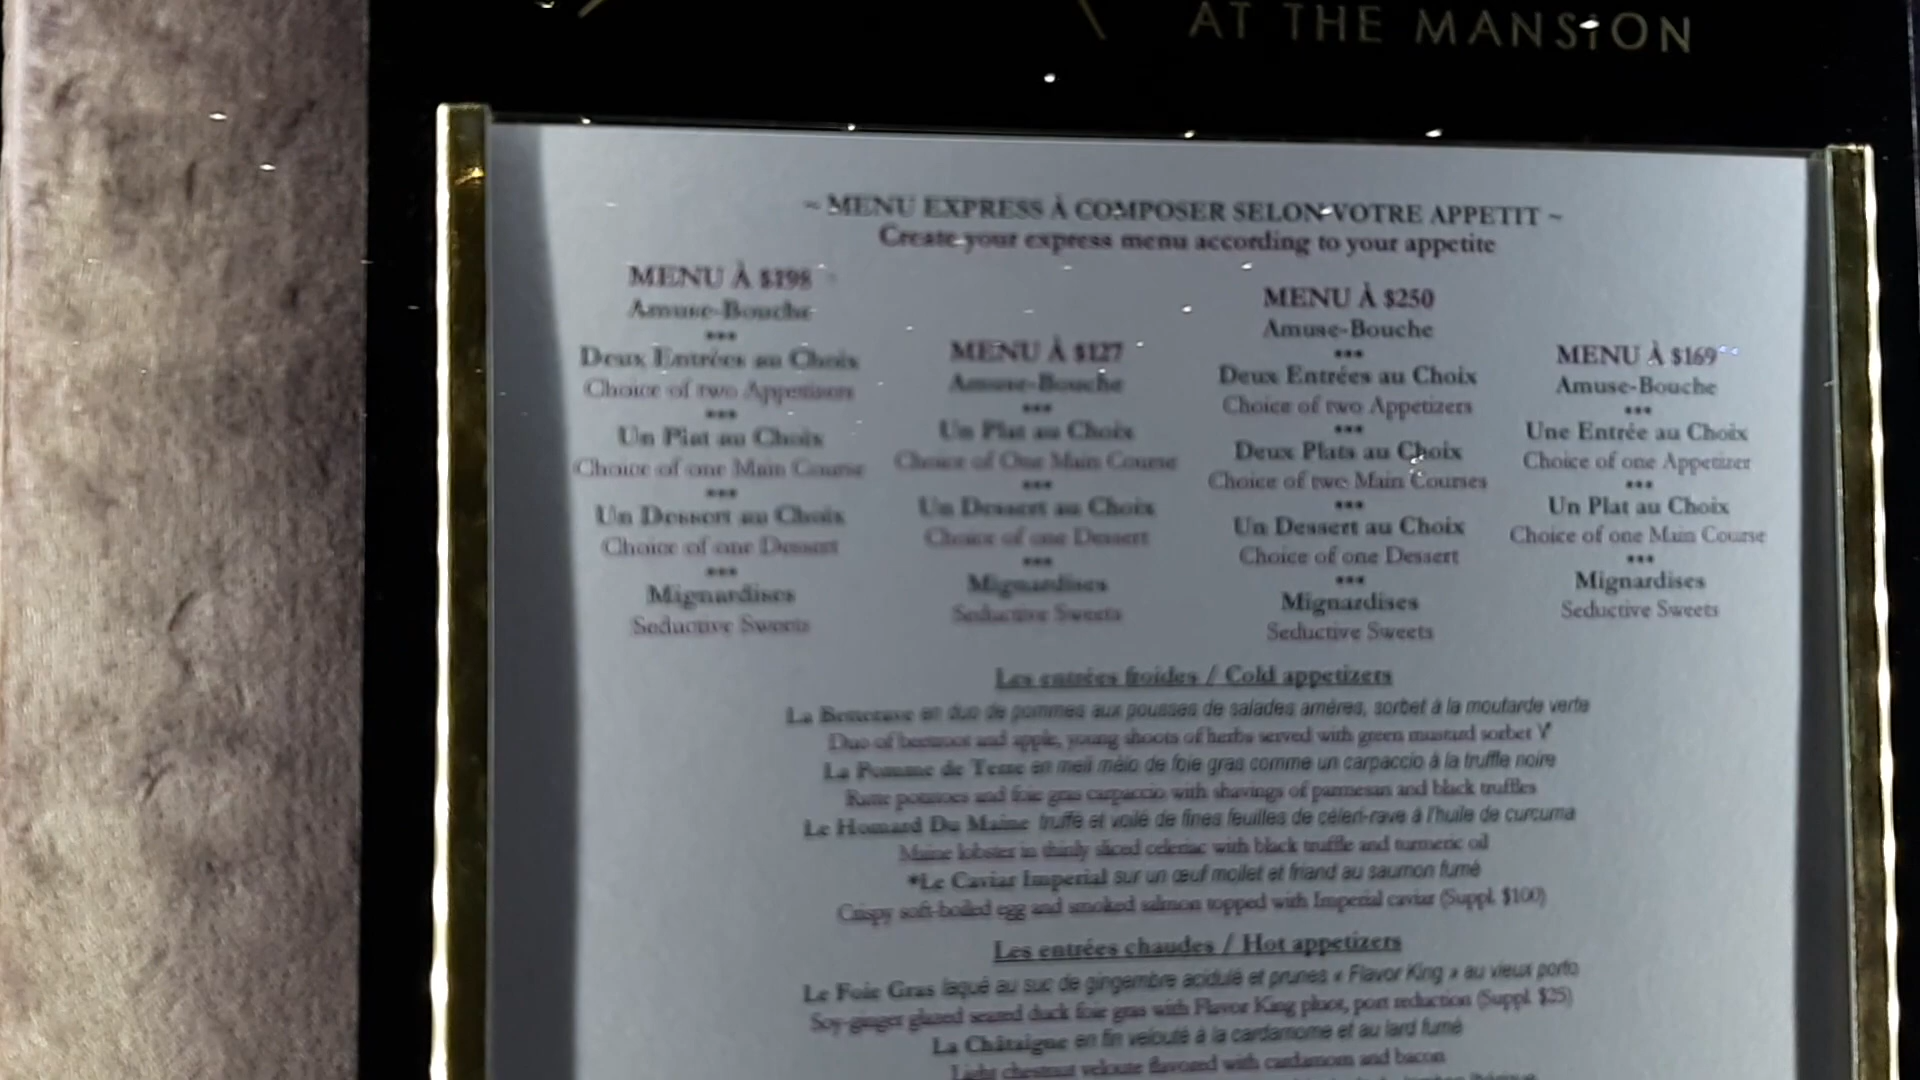 AT THE MANSION
~ MENU EXPRESS À COMPOSER SELON VOTRE APPETIT ~
Create your express menu according to your appetite
MENU À $198
Amuse-Bouche
***
Deux Entrées au Choix
Choice of two Appetizers
***
Un Plat au Choix
Choice of one Main Course
***
Un Dessert au Choix
Choice of one Dessert
***
Mignardises
Seductive Sweets
MENU À $127
Amuse-Bouche
***
Un Plat au Choix
Choice of One Main Course
***
Un Dessert au Choix
Choice of one Dessert
***
Mignardises
Seductive Sweets
MENU À $250
Amuse-Bouche
***
Deux Entrées au Choix
Choice of two Appetizers
***
Deux Plats au Choix
Choice of two Main Courses
***
Un Dessert au Choix
Choice of one Dessert
***
Mignardises
Seductive Sweets
MENU À $169
Amuse-Bouche
***
Une Entrée au Choix
Choice of one Appetizer
***
Un Plat au Choix
Choice of one Main Course
***
Mignardises
Seductive Sweets
Les entrées froides / Cold appetizers
La Betterave en duo de pommes aux pousses de salades amères, sorbet à la moutarde verte
Duo of beetroot and apple, young shoots of herbs served with green mustard sorbet V
La Pomme de Terre en meli mélo de foie gras comme un carpaccio à la truffle noire
Ratte potatoes and foie gras carpaccio with shavings of parmesan and black truffles
Le Homard Du Maine truffé et voilé de fines feuilles de céleri-rave à l'huile de curcuma
Maine lobster in thinly sliced celeriac with black truffle and turmeric oil
*Le Caviar Imperial sur un œuf mollet et friand au saumon fumé
Crispy soft-boiled egg and smoked salmon topped with Imperial caviar (Suppl. $100)
Les entrées chaudes / Hot appetizers
Le Foie Gras laqué au suc de gingembre acidulé et prunes « Flavor King » au vieux porto
Soy-ginger glazed seared duck foie gras with Flavor King pluot, port reduction (Suppl. $25)
La Châtaigne en fin velouté à la cardamome et au lard fumé
Light chestnut veloute flavored with cardamom and bacon